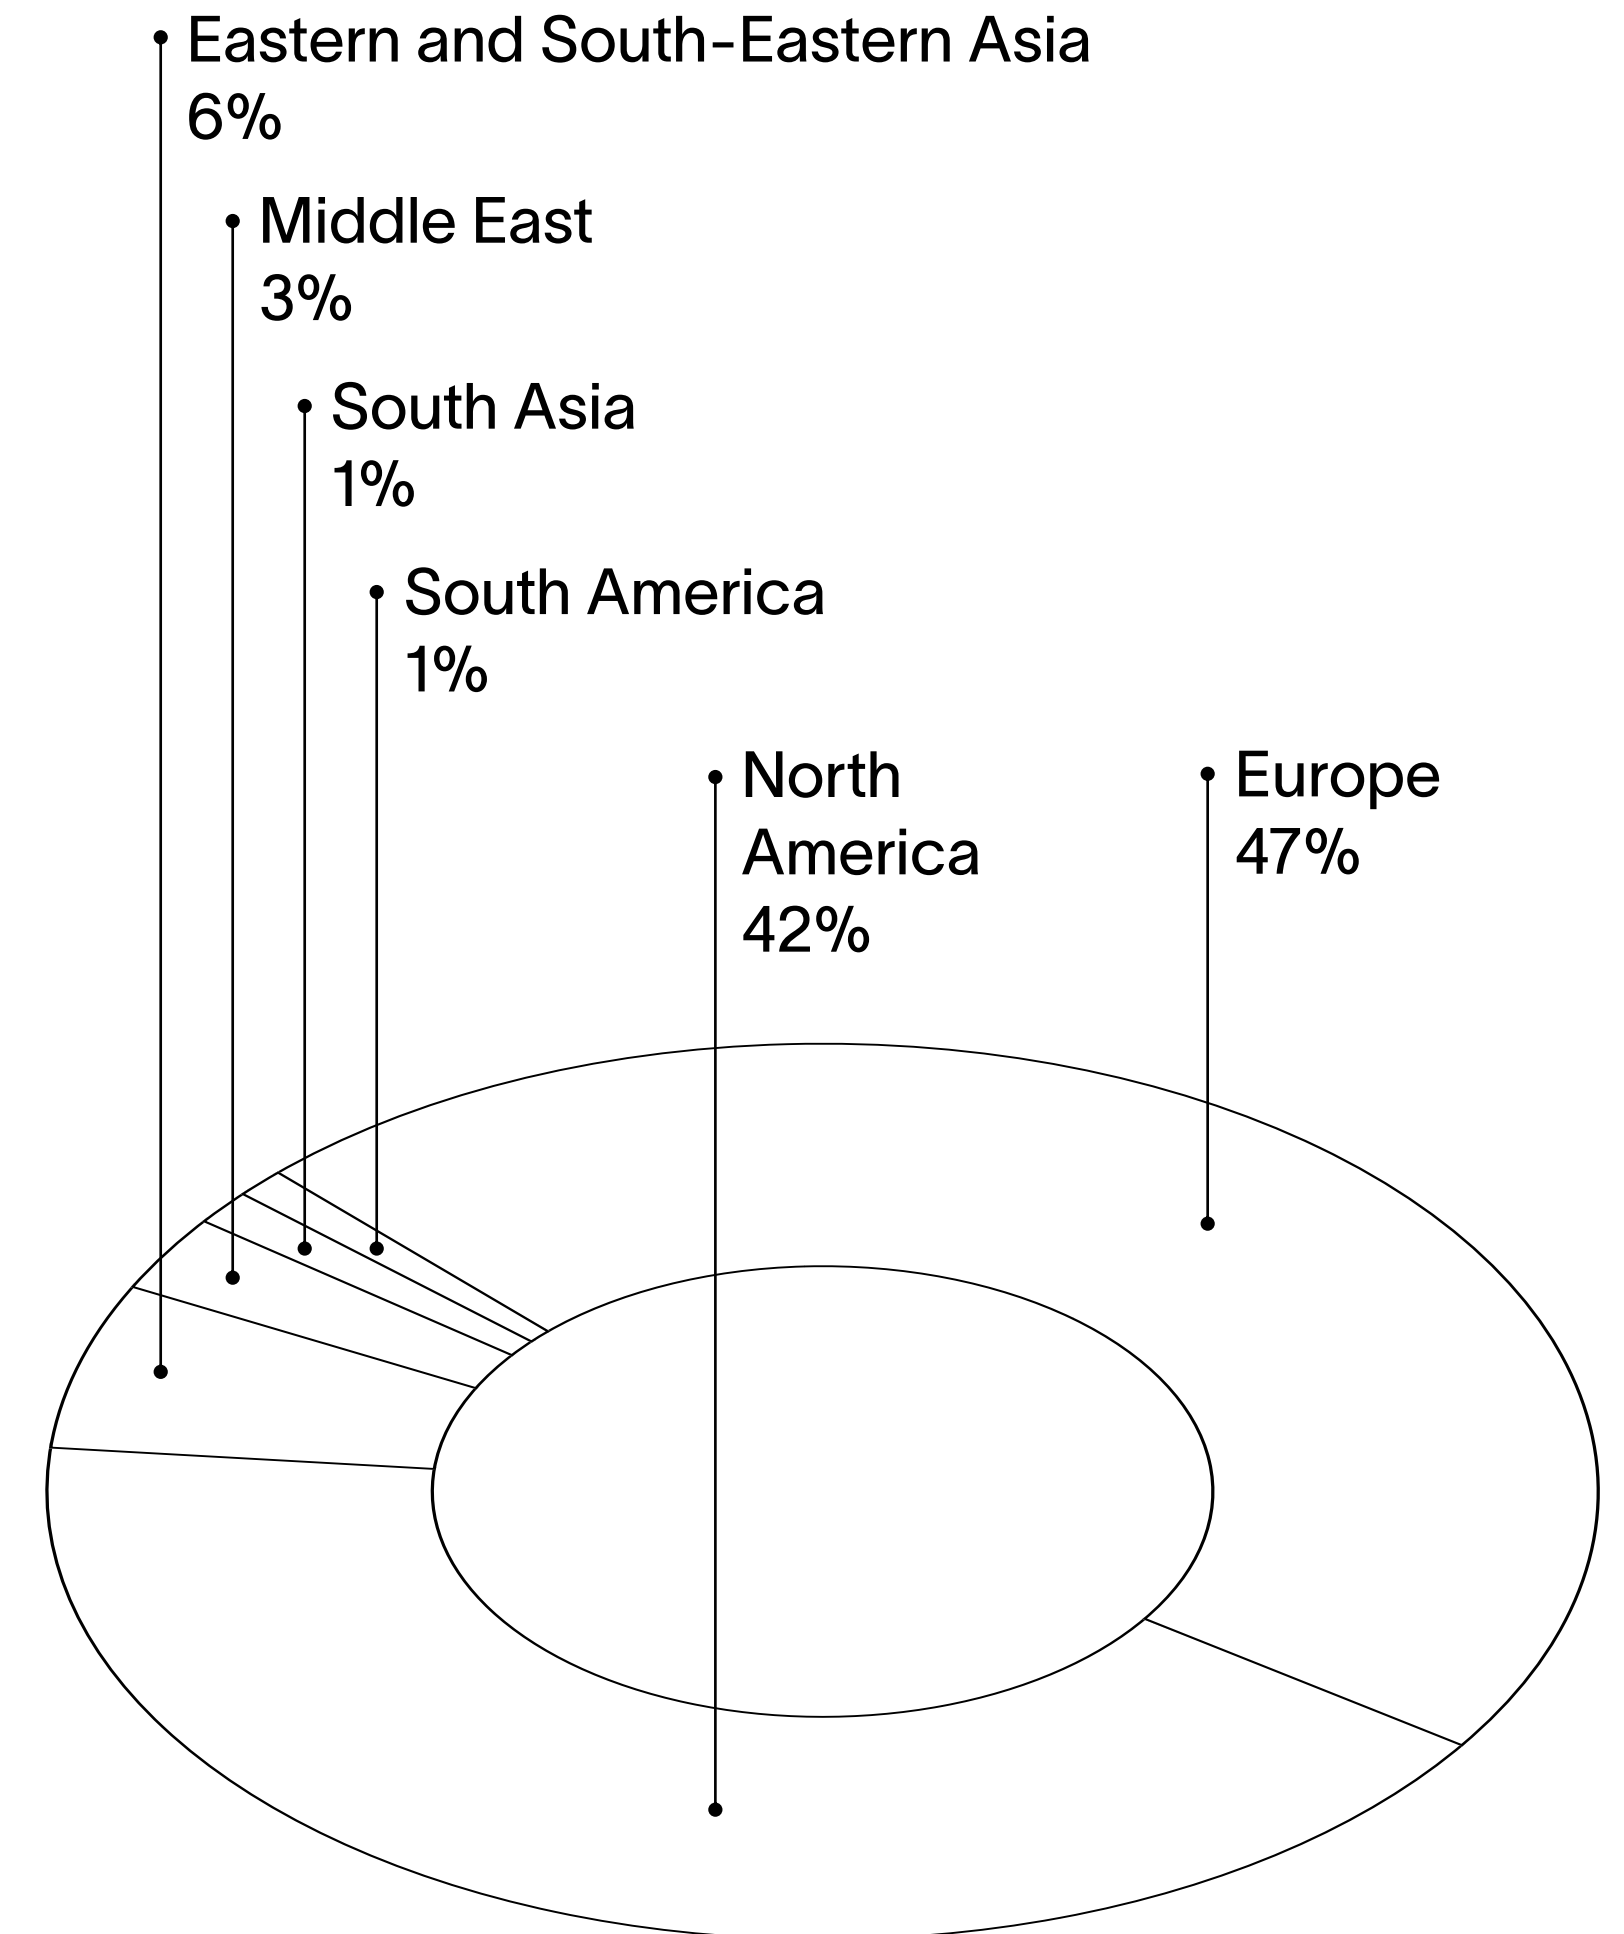 Eastern and South-Eastern Asia
6%
Middle East
3%
South Asia
1%
South America
1%
North
America
42%
Europe
47%